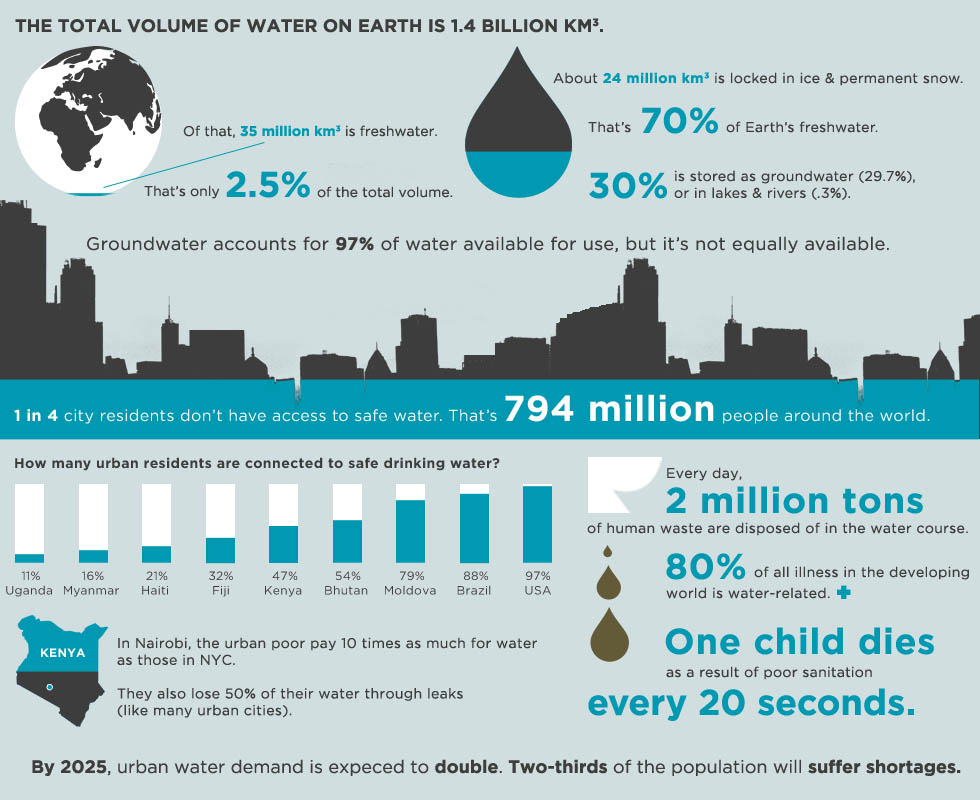 THE TOTAL VOLUME OF WATER ON EARTH IS 1.4 BILLION KM³.
Of that, 35 million km³ is freshwater.
That's only 2.5% of the total volume.
About 24 million km³ is locked in ice & permanent snow.
That's 70% of Earth's freshwater.
30% is stored as groundwater (29.7%),
or in lakes & rivers (.3%).
Groundwater accounts for 97% of water available for use, but it's not equally available.
1 in 4 city residents don't have access to safe water. That's 794 million people around the world.
How many urban residents are connected to safe drinking water?
11% 16% 21% 32% 47% 54% 79% 88% 97%
Uganda Myanmar Haiti Fiji Kenya Bhutan Moldova Brazil USA
KENYA
In Nairobi, the urban poor pay 10 times as much for water
as those in NYC.
They also lose 50% of their water through leaks
(like many urban cities).
Every day,
2 million tons
of human waste are disposed of in the water course.
80% of all illness in the developing
world is water-related.
One child dies
as a result of poor sanitation
every 20 seconds.
By 2025, urban water demand is expeced to double. Two-thirds of the population will suffer shortages.